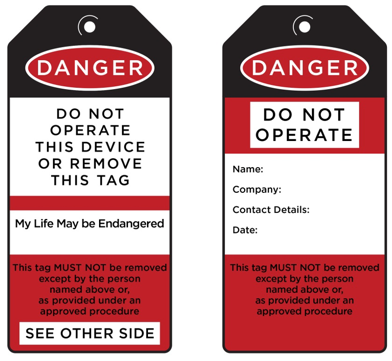 DANGER
DO NOT
OPERATE
THIS DEVICE
OR REMOVE
THIS TAG
My Life May be Endangered
This tag MUST NOT be removed
except by the person
named above or,
as provided under an
approved procedure
SEE OTHER SIDE
DANGER
DO NOT
OPERATE
Name:
Company:
Contact Details:
Date:
This tag MUST NOT be removed
except by the person
named above or,
as provided under an
approved procedure